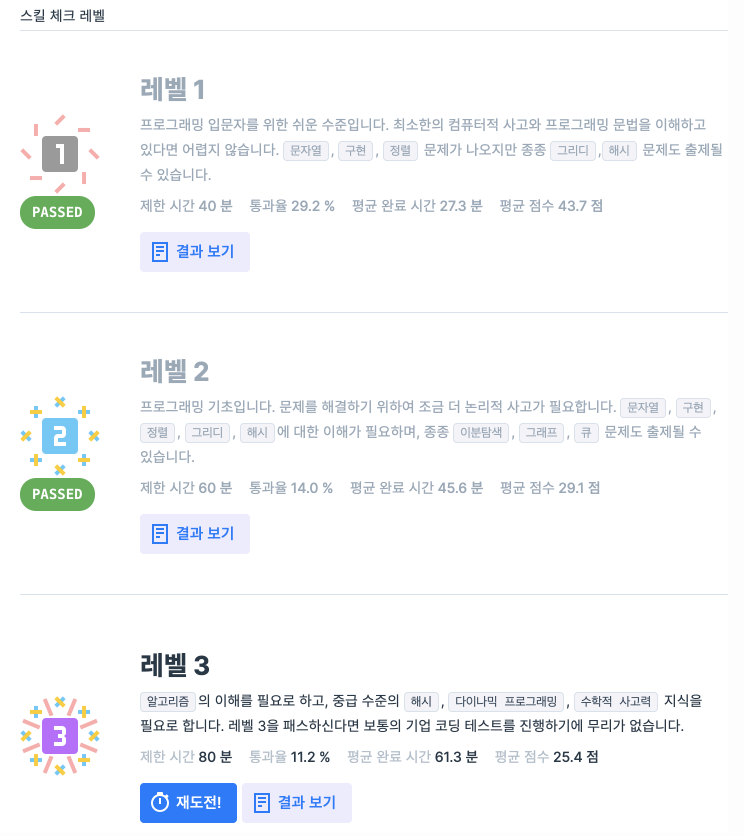 스킬 체크 레벨
레벨 1
프로그래밍 입문자를 위한 쉬운 수준입니다. 최소한의 컴퓨터적 사고와 프로그래밍 문법을 이해하고
있다면 어렵지 않습니다. 문자열, 구현, 정렬 문제가 나오지만 종종 그리디,해시 문제도 출제될
수 있습니다.
1
PASSED
제한 시간 40 분 통과율 29.2 % 평균 완료 시간 27.3 분 평균 점수 43.7 점
결과 보기
레벨 2
프로그래밍 기초입니다. 문제를 해결하기 위하여 조금 더 논리적 사고가 필요합니다. 문자열, 구현,
정렬, 그리디, 해시에 대한 이해가 필요하며, 종종 이분탐색, 그래프, 큐 문제도 출제될 수
있습니다.
2
PASSED
제한 시간 60 분 통과율 14.0 % 평균 완료 시간 45.6 분 평균 점수 29.1 점
결과 보기
레벨 3
알고리즘의 이해를 필요로 하고, 중급 수준의 해시, 다이나믹 프로그래밍, 수학적 사고력 지식을
필요로 합니다. 레벨 3을 패스하신다면 보통의 기업 코딩 테스트를 진행하기에 무리가 없습니다.
3
제한 시간 80 분 통과율 11.2 % 평균 완료 시간 61.3 분 평균 점수 25.4 점
재도전! 결과 보기